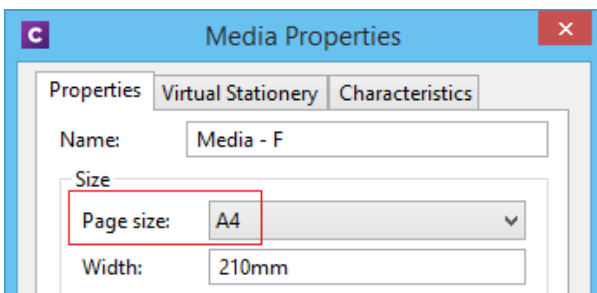 C Media Properties ×
Properties Virtual Stationery Characteristics
Name: Media - F
Size
Page size: A4
Width: 210mm